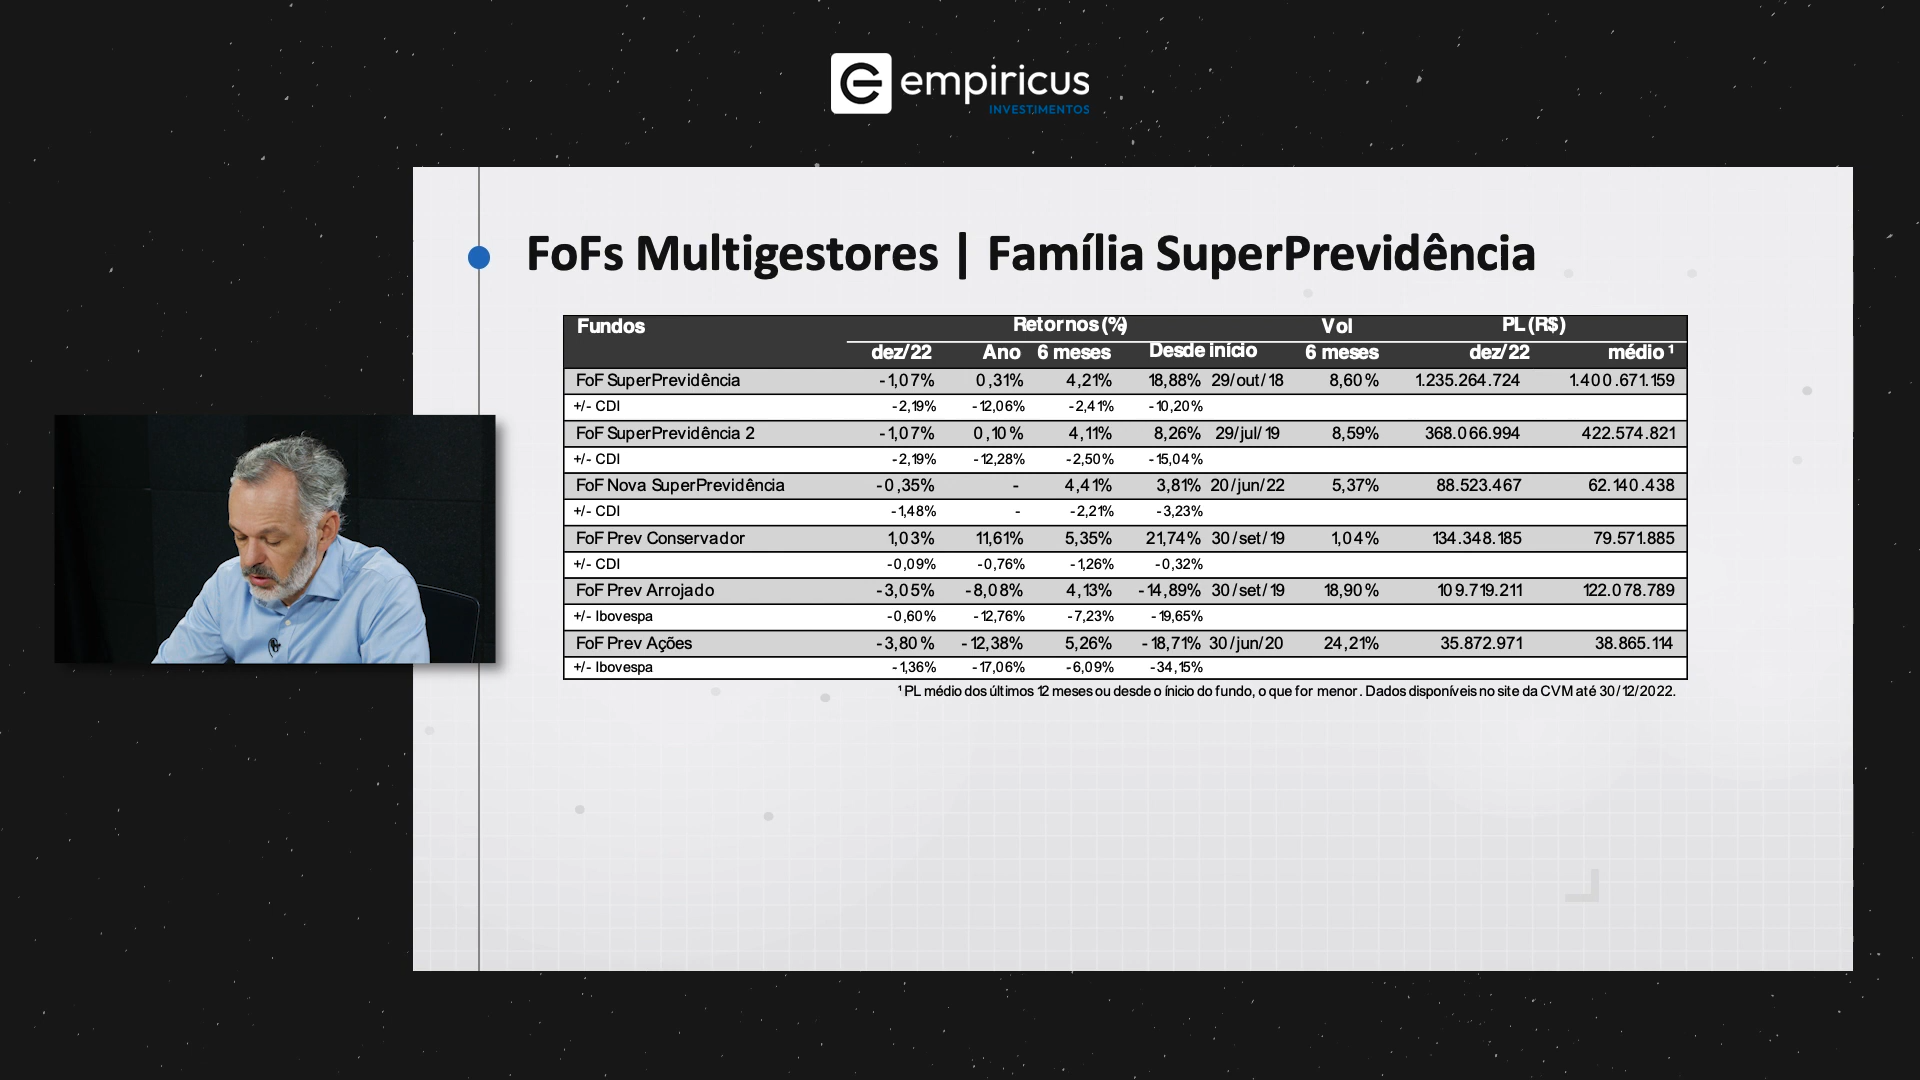 empiricus
INVESTIMENTOS
FoFs Multigestores | Família SuperPrevidência
Fundos Retornos (%) Vol PL (R$)
dez/22 Ano 6 meses Desde início 6 meses dez/22 médio ¹
FoF SuperPrevidência -1,07% 0,31% 4,21% 18,88% 29/out/18 8,60% 1.235.264.724 1.400.671.159
+/- CDI -2,19% -12,06% -2,41% -10,20%
FoF SuperPrevidência 2 -1,07% 0,10% 4,11% 8,26% 29/jul/19 8,59% 368.066.994 422.574.821
+/- CDI -2,19% -12,28% -2,50% -15,04%
FoF Nova SuperPrevidência -0,35% - 4,41% 3,81% 20/jun/22 5,37% 88.523.467 62.140.438
+/- CDI -1,48% - -2,21% -3,23%
FoF Prev Conservador 1,03% 11,61% 5,35% 21,74% 30/set/19 1,04% 134.348.185 79.571.885
+/- CDI -0,09% -0,76% -1,26% -0,32%
FoF Prev Arrojado -3,05% -8,08% 4,13% -14,89% 30/set/19 18,90% 109.719.211 122.078.789
+/- Ibovespa -0,60% -12,76% -7,23% -19,65%
FoF Prev Ações -3,80% -12,38% 5,26% -18,71% 30/jun/20 24,21% 35.872.971 38.865.114
+/- Ibovespa -1,36% -17,06% -6,09% -34,15%
¹ PL médio dos últimos 12 meses ou desde o ínicio do fundo, o que for menor. Dados disponíveis no site da CVM até 30/12/2022.